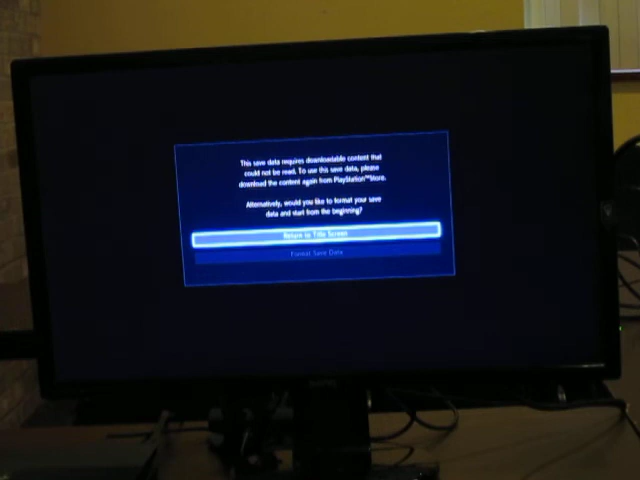 This save data requires downloadable content that
could not be read. To use this save data, please
download the content again from PlayStation™Store.
Alternatively, would you like to format your save
data and start from the beginning?
Return to Title Screen
Format Save Data